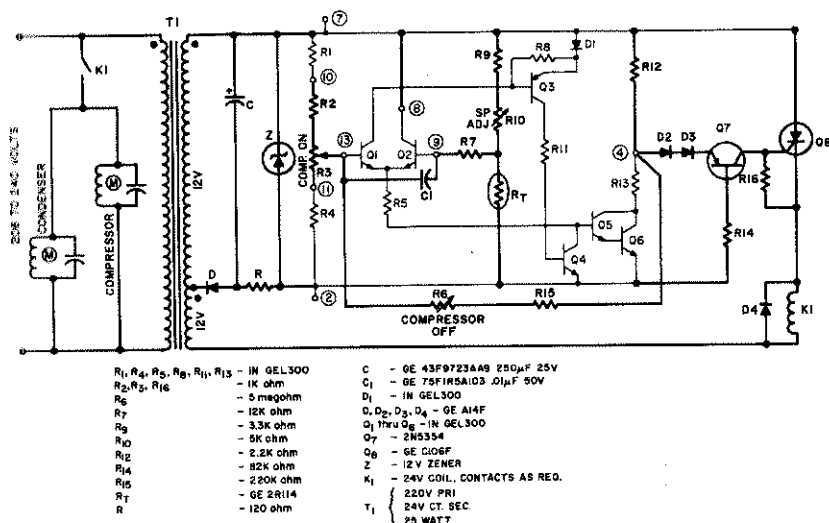 T1
7
K1
R1
R9
R8
D1
10
R2
Q3
R12
C
SP
ADJ
R10
8
Z
13
Q1
Q2
9
R7
4
D2
D3
Q7
Q8
COMP. ON
R3
11
R11
12V
C1
RT
R13
R16
R4
R5
Q5
Q6
R14
208 TO 240 VOLTS
CONDENSER
M
COMPRESSOR
M
Q4
D
R
2
12V
R6
R15
COMPRESSOR
OFF
D4
K1
R1, R4, R5, R8, R11, R13 - IN GEL300
R2, R3, R16 - 1K ohm
R6 - 5 megohm
R7 - 12K ohm
R9 - 3.3K ohm
R10 - 5K ohm
R12 - 2.2K ohm
R14 - 82K ohm
R15 - 220K ohm
RT - GE 2R114
R - 120 ohm
C - GE 43F9723AA9 250μF 25V
C1 - GE 75F1R5A103 .01μF 50V
D1 - IN GEL300
D, D2, D3, D4 - GE A14F
Q1 thru Q6 - IN GEL300
Q7 - 2N5354
Q8 - GE C106F
Z - 12V ZENER
K1 - 24V COIL, CONTACTS AS REQ.
T1 { 220V PRI
24V CT. SEC.
25 WATT